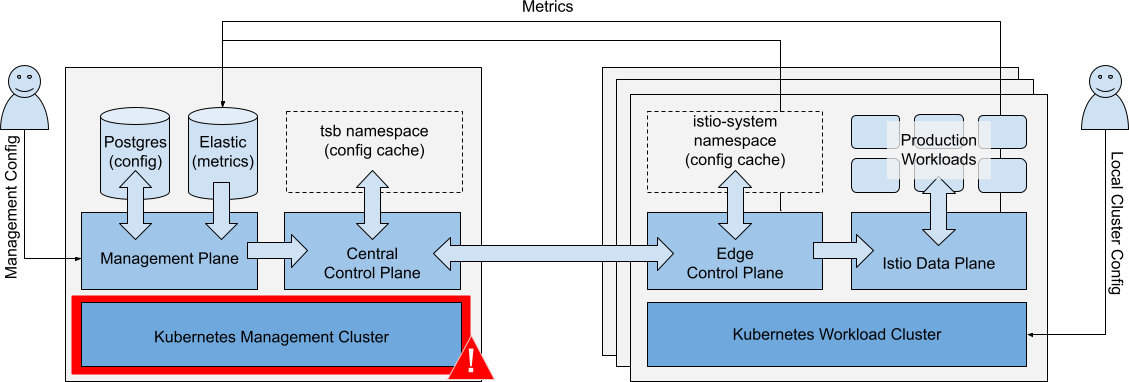 Metrics
Management Config
Postgres
(config)
Elastic
(metrics)
tsb namespace
(config cache)
Management Plane
Central
Control Plane
Kubernetes Management Cluster
!
istio-system
namespace
(config cache)
Production
Workloads
Edge
Control Plane
Istio Data Plane
Kubernetes Workload Cluster
Local Cluster Config